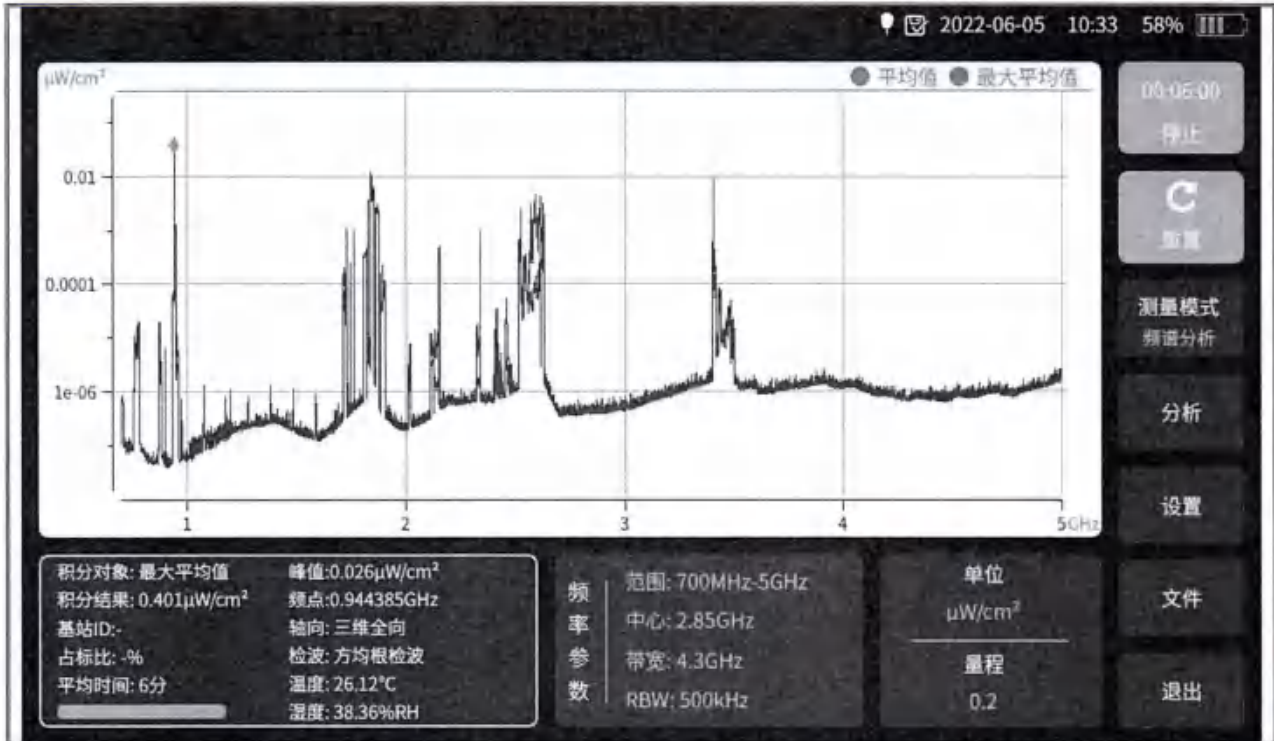 2022-06-05 10:33 58%
μW/cm²
平均值 最大平均值
0.01
0.0001
1e-06
1 2 3 4 5GHz
00:06:00
停止
重置
测量模式
频谱分析
分析
设置
文件
退出
积分对象: 最大平均值
积分结果: 0.401μW/cm²
基站ID:-
占标比: -%
平均时间: 6分
峰值:0.026μW/cm²
频点:0.944385GHz
轴向: 三维全向
检波: 方均根检波
温度: 26.12°C
湿度: 38.36%RH
频率参数
范围: 700MHz-5GHz
中心: 2.85GHz
带宽: 4.3GHz
RBW: 500kHz
单位
μW/cm²
量程
0.2